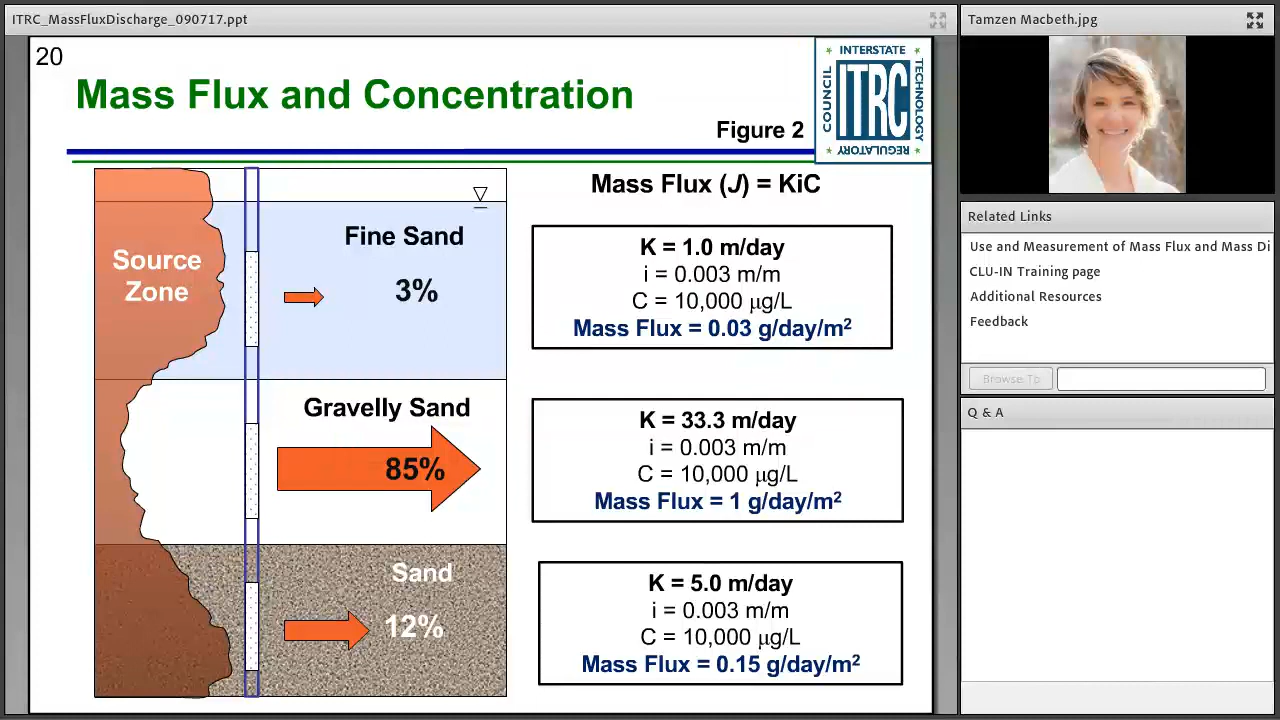 ITRC_MassFluxDischarge_090717.ppt
20
Mass Flux and Concentration
Figure 2
INTERSTATE
COUNCIL
ITRC
TECHNOLOGY
REGULATORY
Source
Zone
Fine Sand
3%
Gravelly Sand
85%
Sand
12%
Mass Flux (J) = KiC
K = 1.0 m/day
i = 0.003 m/m
C = 10,000 μg/L
Mass Flux = 0.03 g/day/m²
K = 33.3 m/day
i = 0.003 m/m
C = 10,000 μg/L
Mass Flux = 1 g/day/m²
K = 5.0 m/day
i = 0.003 m/m
C = 10,000 μg/L
Mass Flux = 0.15 g/day/m²
Tamzen Macbeth.jpg
Related Links
Use and Measurement of Mass Flux and Mass Di
CLU-IN Training page
Additional Resources
Feedback
Browse To
Q & A